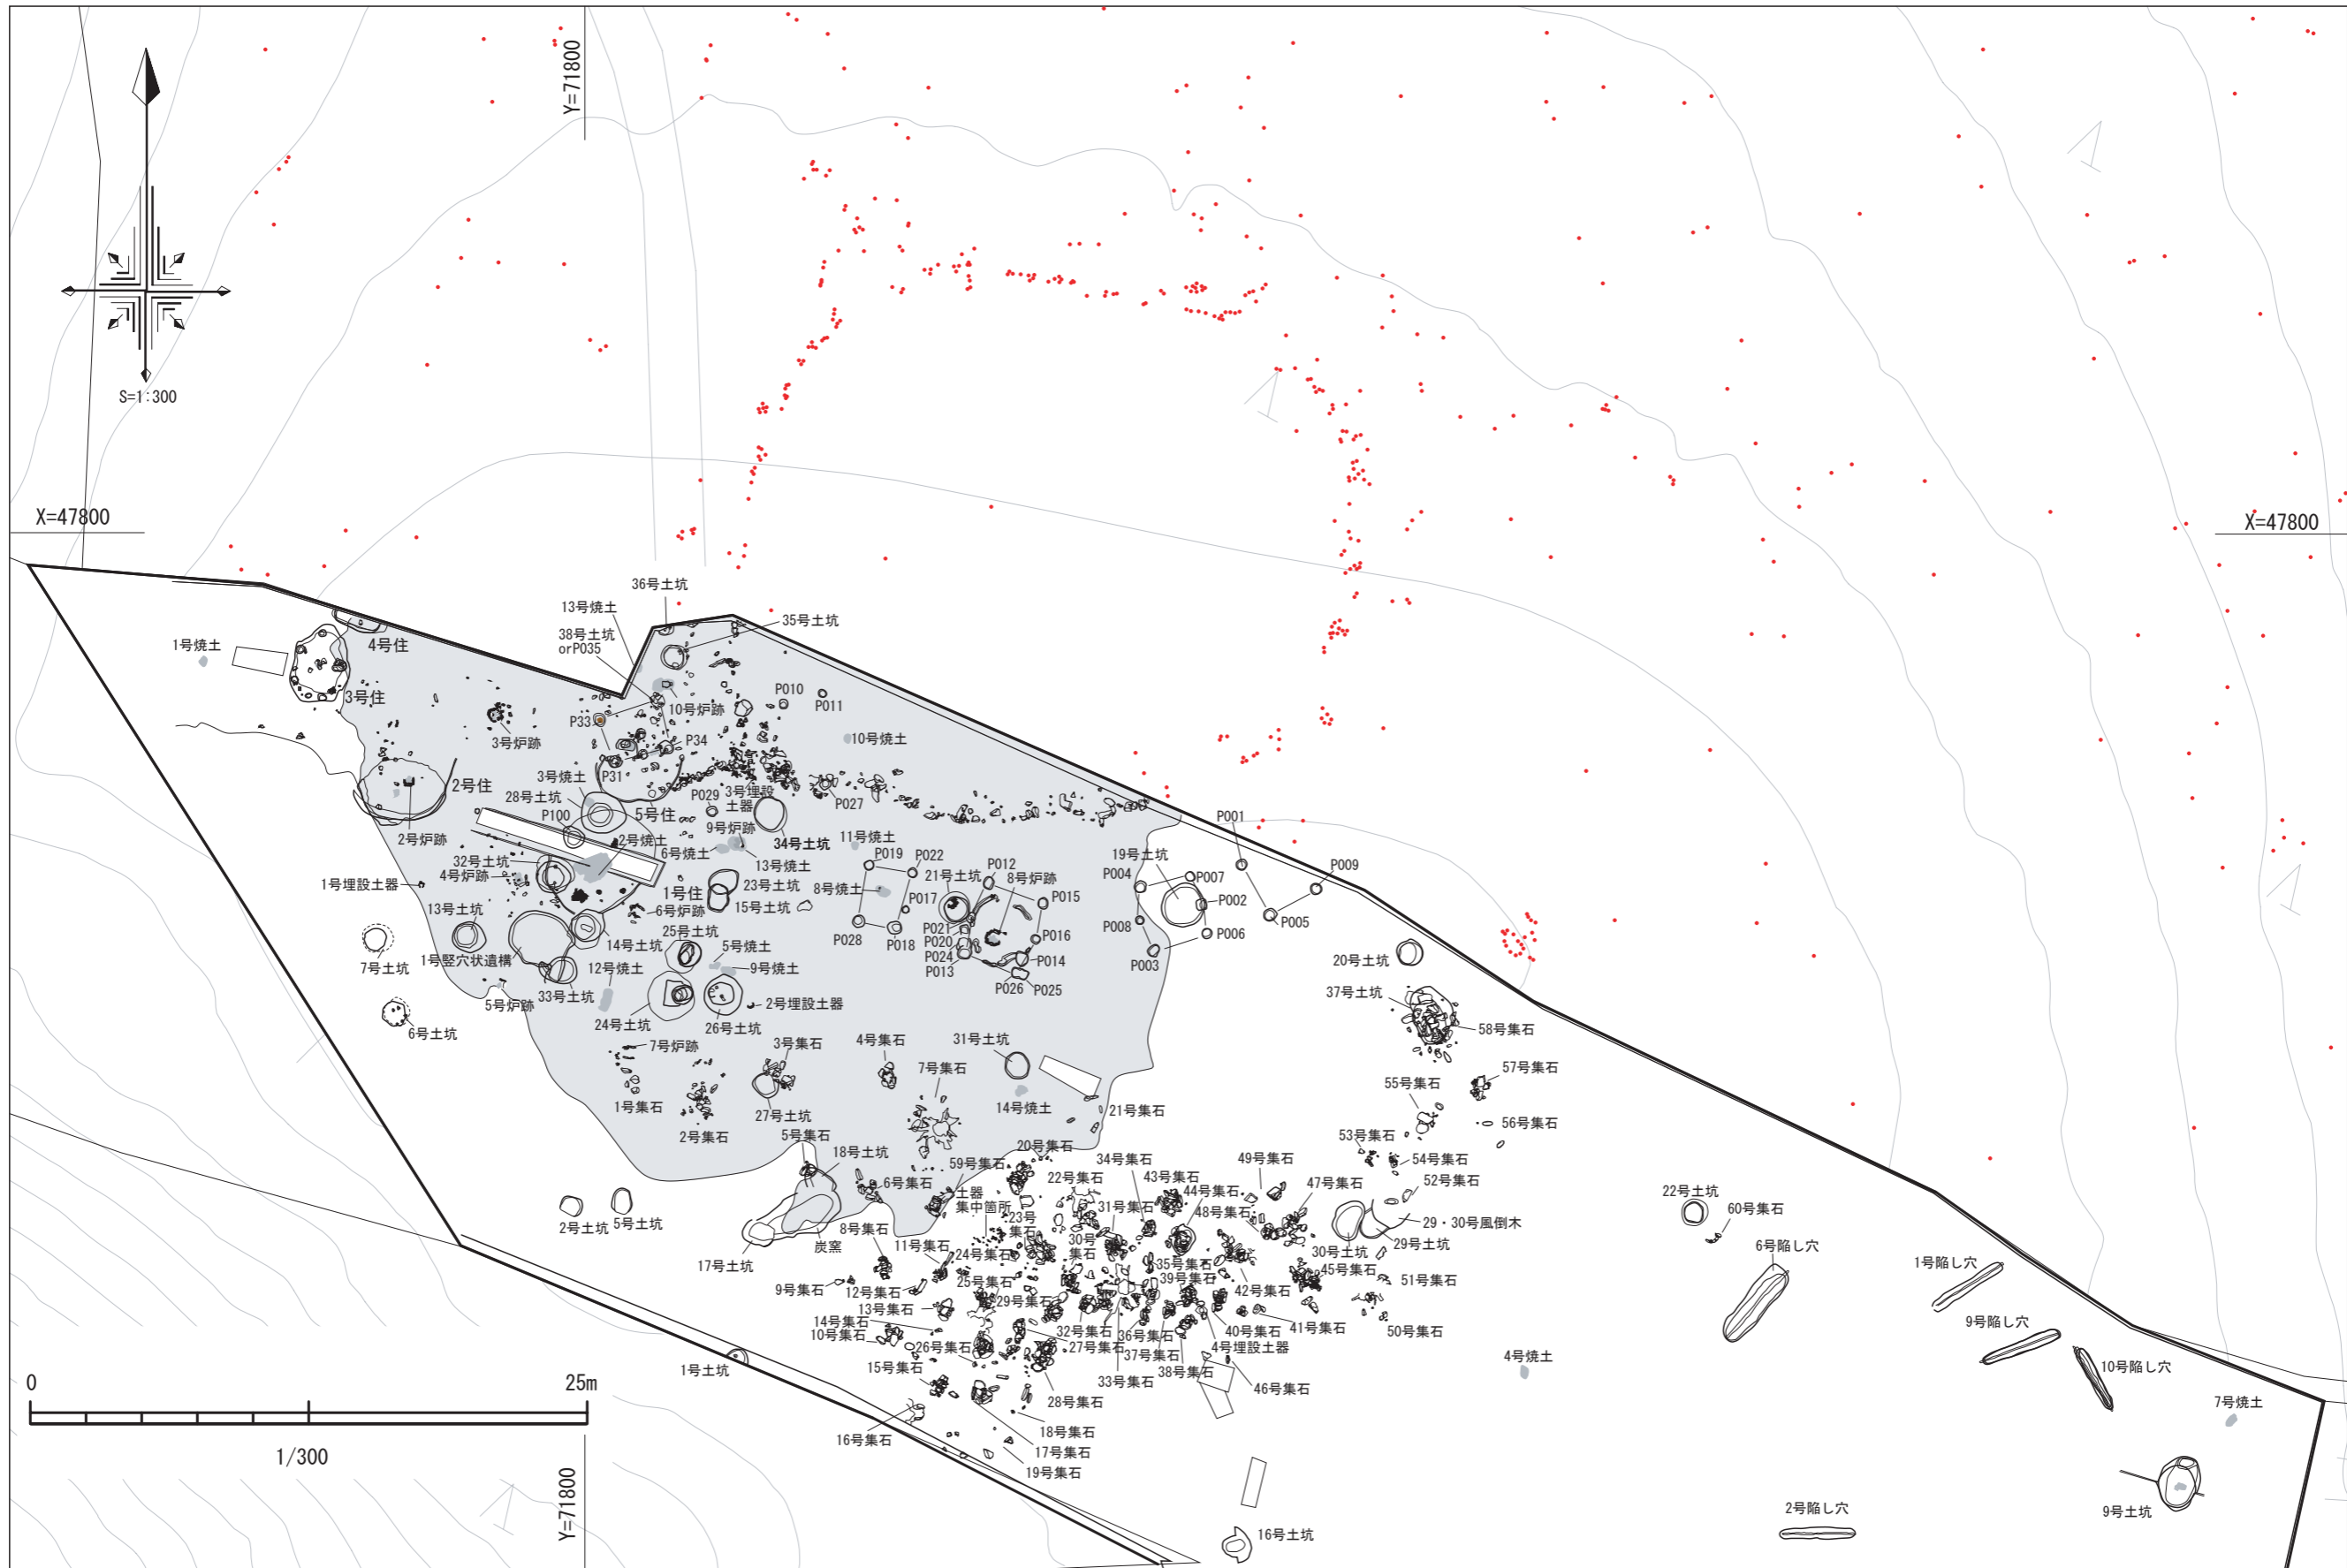 Y=71800
S=1:300
X=47800
X=47800
36号土坑
13号焼土
35号土坑
38号土坑
orP035
1号焼土
4号住
3号住
P010
P011
10号炉跡
P33
3号炉跡
P34
10号焼土
3号焼土
P31
2号住
28号土坑
P029
3号埋設
土器
P027
5号住
P100
P001
2号炉跡
9号炉跡
2号焼土
6号焼土
34号土坑
11号焼土
13号焼土
32号土坑
4号炉跡
P019
P022
P012
19号土坑
P009
1号埋設土器
1号住
23号土坑
8号焼土
21号土坑
8号炉跡
P004
P007
P017
P015
P002
13号土坑
6号炉跡
15号土坑
P005
25号土坑
P028
P018
P021
P020
P024
P013
P016
P014
P008
P006
P003
14号土坑
7号土坑
1号竪穴状遺構
5号焼土
9号焼土
12号焼土
20号土坑
33号土坑
5号炉跡
P026
P025
37号土坑
2号埋設土器
6号土坑
24号土坑
26号土坑
58号集石
7号炉跡
3号集石
4号集石
31号土坑
7号集石
57号集石
1号集石
27号土坑
14号焼土
21号集石
55号集石
56号集石
2号集石
5号集石
18号土坑
53号集石
54号集石
20号集石
34号集石
49号集石
59号集石
6号集石
土器
集中箇所
22号集石
43号集石
44号集石
47号集石
52号集石
22号土坑
60号集石
2号土坑
5号土坑
23号
集石
31号集石
48号集石
29・30号風倒木
炭窯
8号集石
30号
集石
30号土坑
29号土坑
6号陥し穴
17号土坑
11号集石
24号集石
35号集石
39号集石
45号集石
1号陥し穴
9号集石
12号集石
25号集石
42号集石
51号集石
13号集石
29号集石
9号陥し穴
14号集石
10号集石
32号集石
36号集石
40号集石
41号集石
50号集石
26号集石
27号集石
37号集石
4号埋設土器
4号焼土
1号土坑
15号集石
33号集石
38号集石
46号集石
10号陥し穴
0
25m
28号集石
7号焼土
18号集石
16号集石
17号集石
19号集石
1/300
Y=71800
2号陥し穴
9号土坑
16号土坑